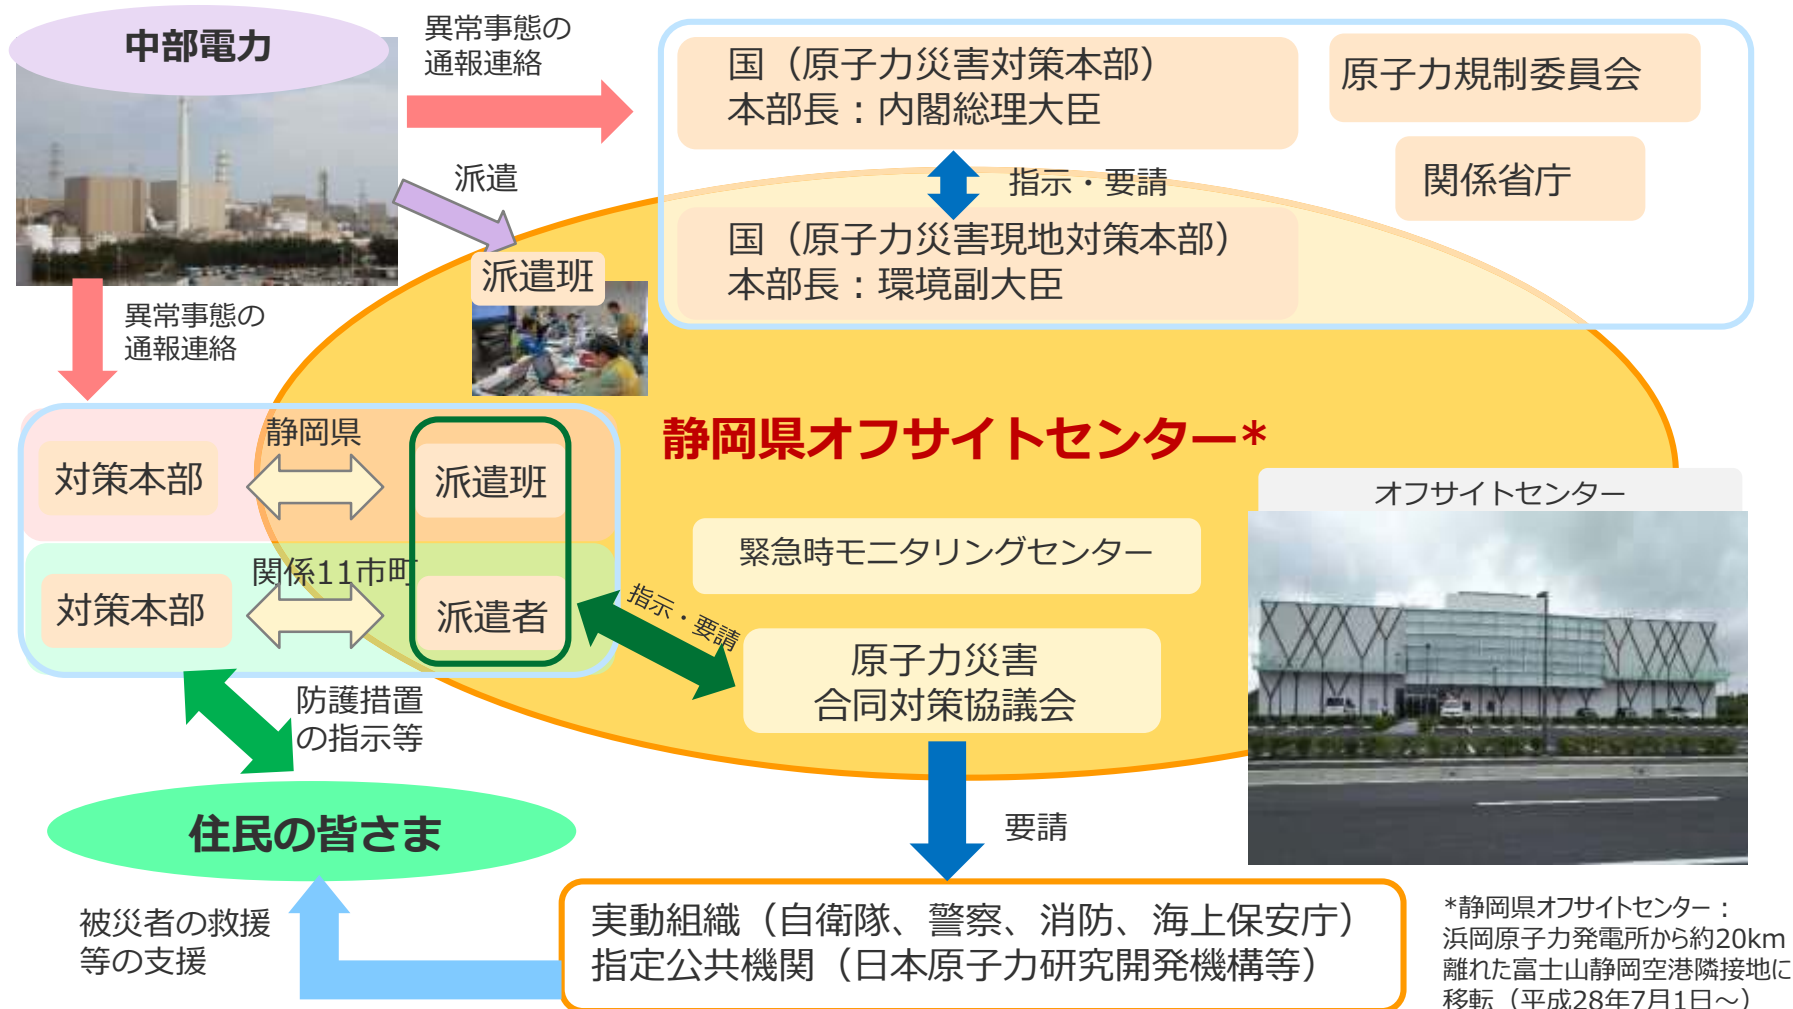 中部電力
異常事態の
通報連絡
国（原子力災害対策本部）
本部長：内閣総理大臣
原子力規制委員会
関係省庁
派遣
指示・要請
国（原子力災害現地対策本部）
本部長：環境副大臣
派遣班
異常事態の
通報連絡
静岡県オフサイトセンター*
静岡県
対策本部
派遣班
オフサイトセンター
緊急時モニタリングセンター
関係11市町
対策本部
派遣者
指示・要請
原子力災害
合同対策協議会
防護措置
の指示等
住民の皆さま
要請
被災者の救援
等の支援
実動組織（自衛隊、警察、消防、海上保安庁）
指定公共機関（日本原子力研究開発機構等）
*静岡県オフサイトセンター：
浜岡原子力発電所から約20km
離れた富士山静岡空港隣接地に
移転（平成28年7月1日～）